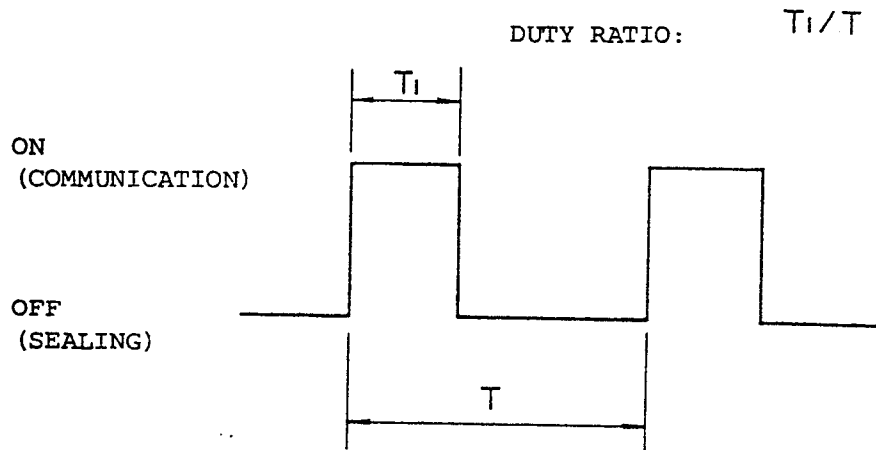 DUTY RATIO: T1/T
T1
ON
(COMMUNICATION)
OFF
(SEALING)
T